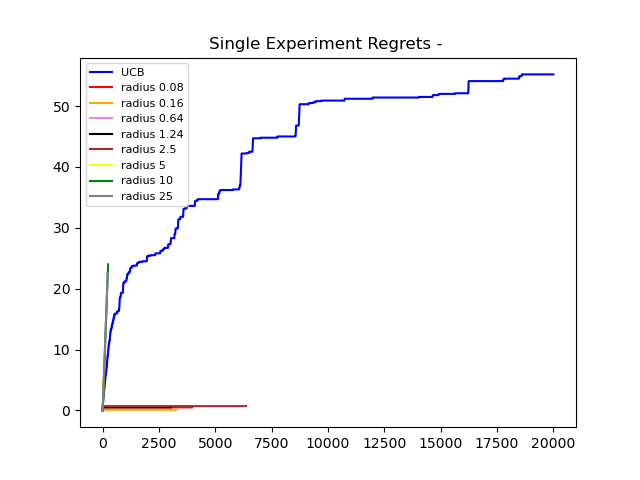 Single Experiment Regrets -
UCB
radius 0.08
radius 0.16
radius 0.64
radius 1.24
radius 2.5
radius 5
radius 10
radius 25
50
40
30
20
10
0
0 2500 5000 7500 10000 12500 15000 17500 20000